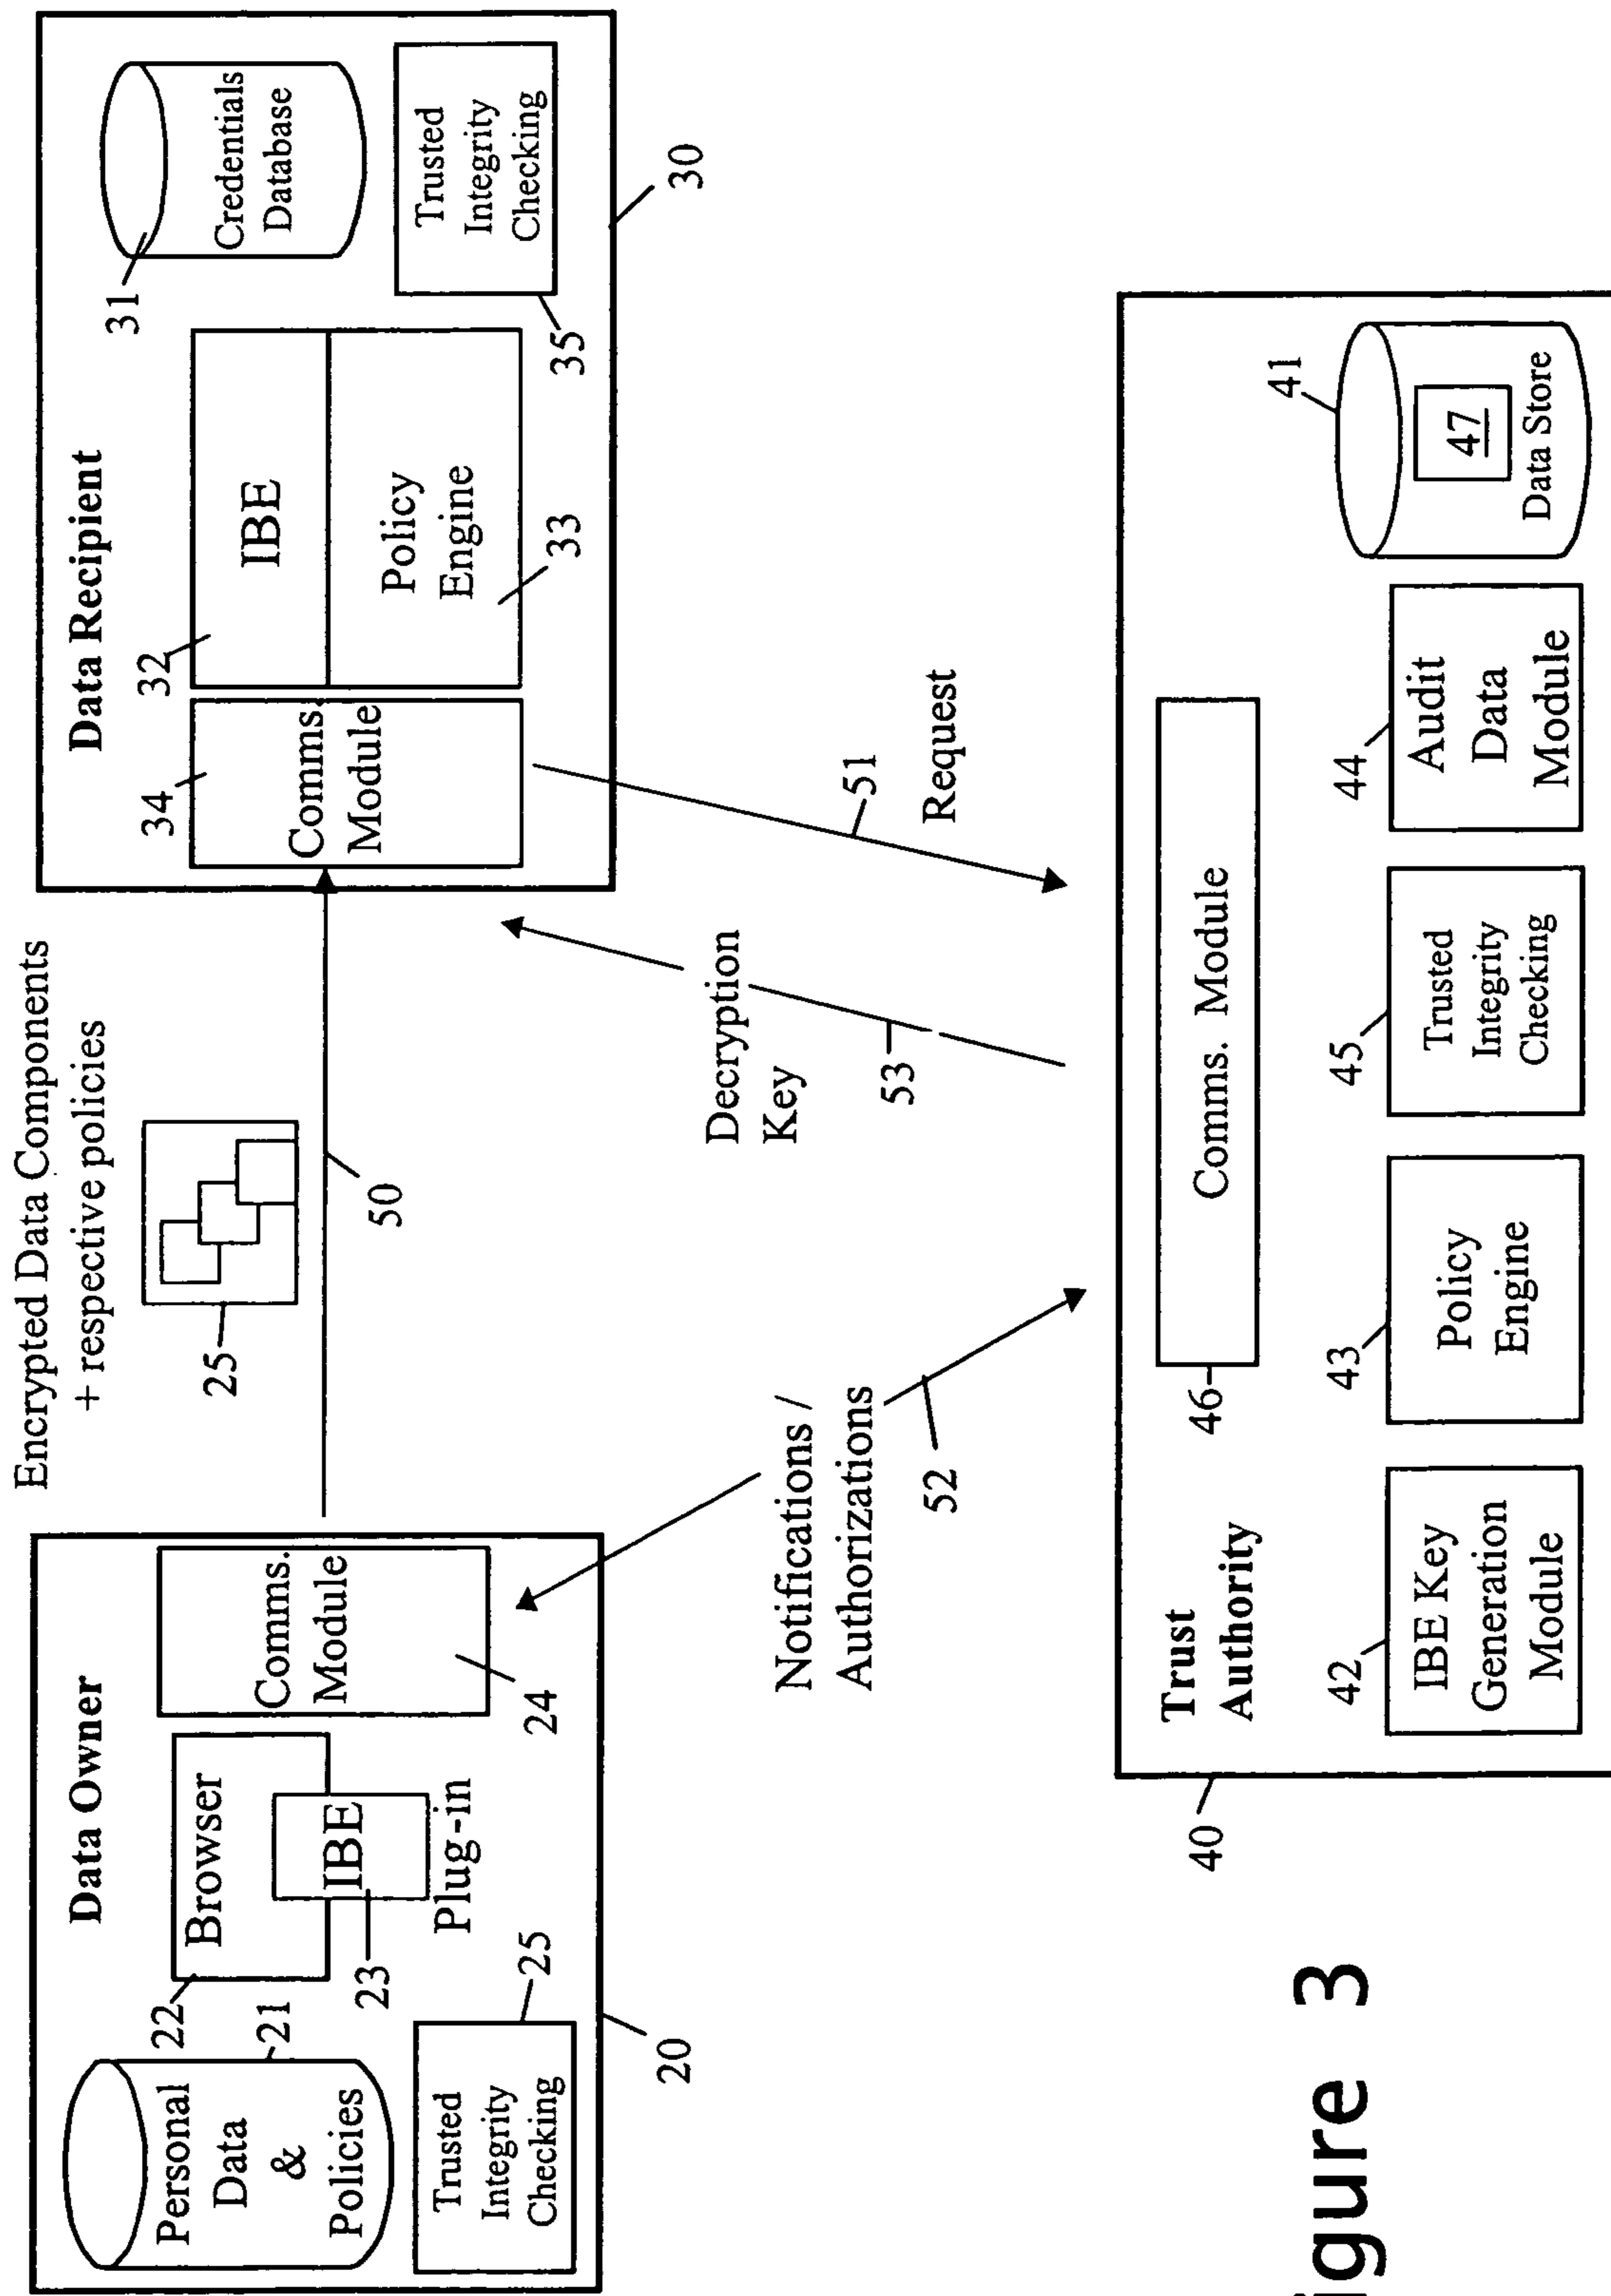 Encrypted Data Components
+ respective policies
25
50
Data Owner
Personal
Data
&
Policies
21
22
Browser
IBE
23
Plug-in
Comms.
Module
24
Trusted
Integrity
Checking
25
20
Data Recipient
34
Comms.
Module
32
IBE
Policy
Engine
33
31
Credentials
Database
Trusted
Integrity
Checking
35
30
Notifications /
Authorizations
52
Decryption
Key
53
51
Request
40
Trust
Authority
46
Comms. Module
42
IBE Key
Generation
Module
43
Policy
Engine
45
Trusted
Integrity
Checking
44
Audit
Data
Module
41
47
Data Store
igure 3